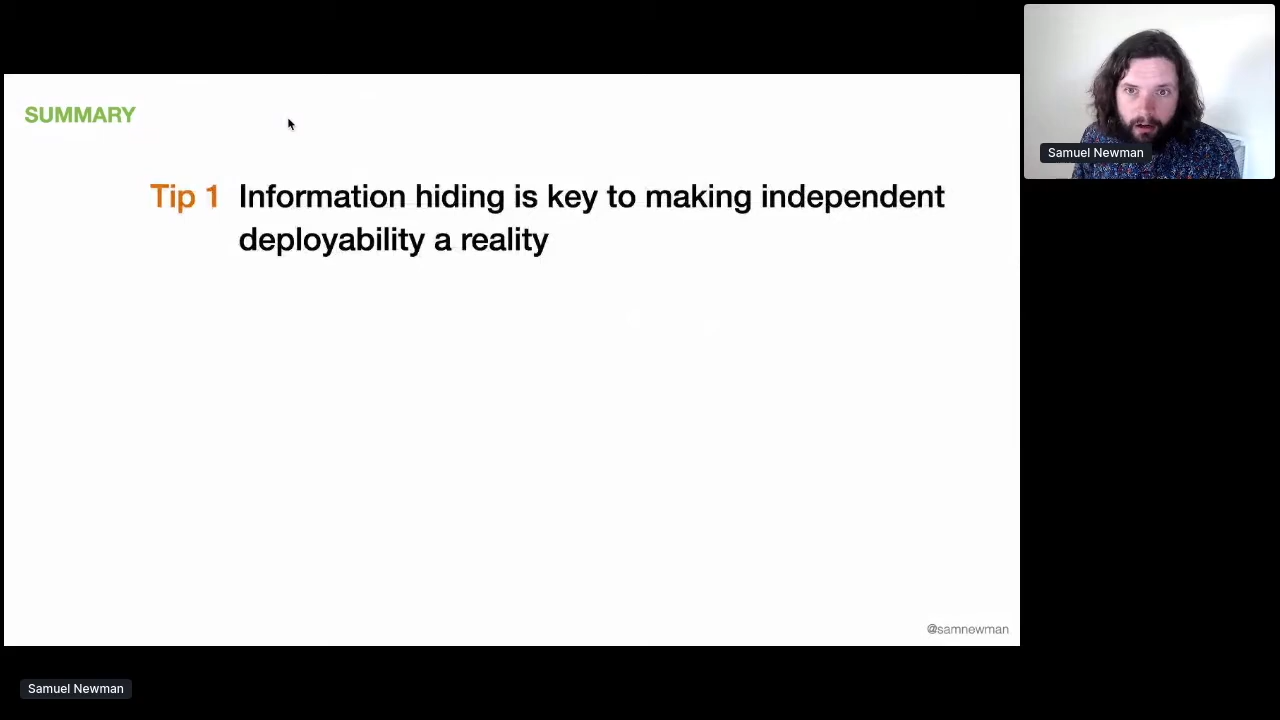 SUMMARY
Tip 1 Information hiding is key to making independent
deployability a reality
@samnewman
Samuel Newman
Samuel Newman